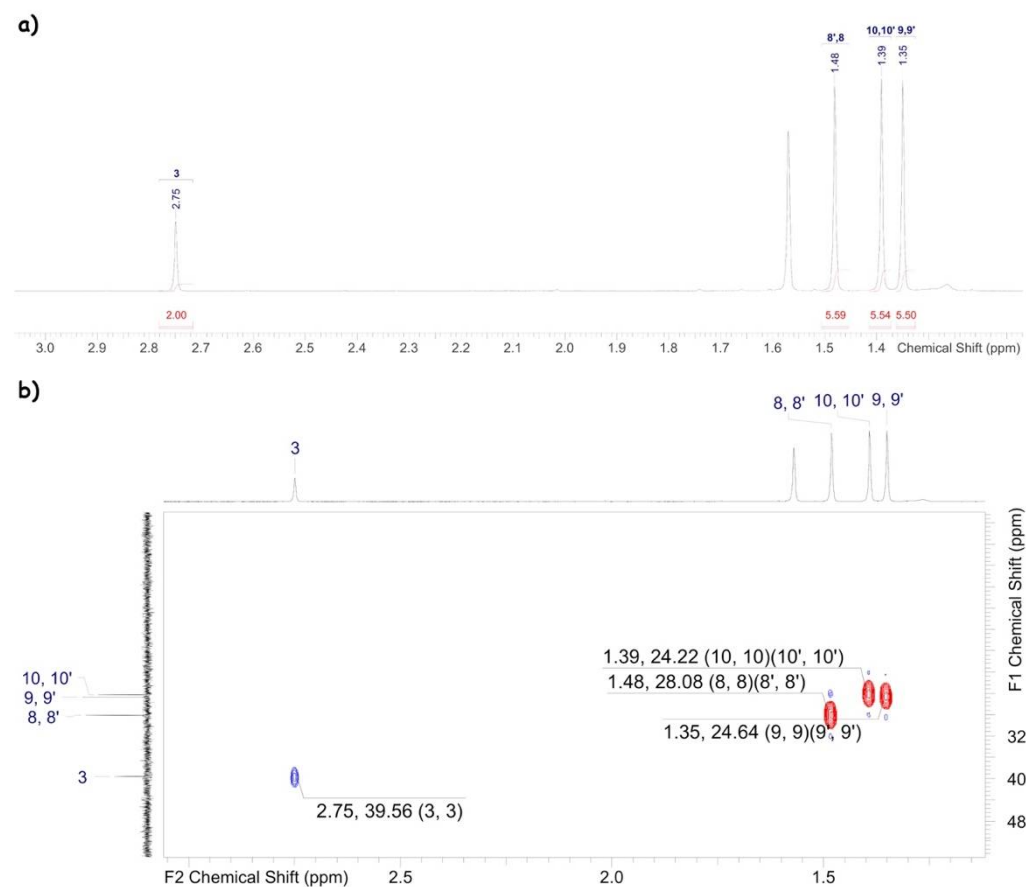 a)
3
2.75
8',8
1.48
10,10' 9,9'
1.39
1.35
2.00
5.59
5.54
5.50
3.0 2.9 2.8 2.7 2.6 2.5 2.4 2.3 2.2 2.1 2.0 1.9 1.8 1.7 1.6 1.5 1.4 Chemical Shift (ppm)
b)
8, 8' 10, 10' 9, 9'
3
10, 10'
9, 9'
8, 8'
3
1.39, 24.22 (10, 10)(10', 10')
1.48, 28.08 (8, 8)(8', 8')
1.35, 24.64 (9, 9)(9', 9')
2.75, 39.56 (3, 3)
32
40
48
F1 Chemical Shift (ppm)
F2 Chemical Shift (ppm) 2.5 2.0 1.5